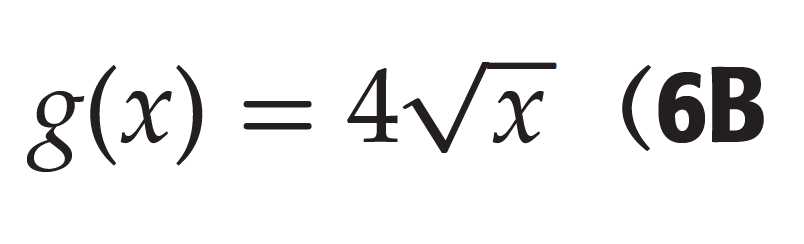 g(x) = 4√x (6B